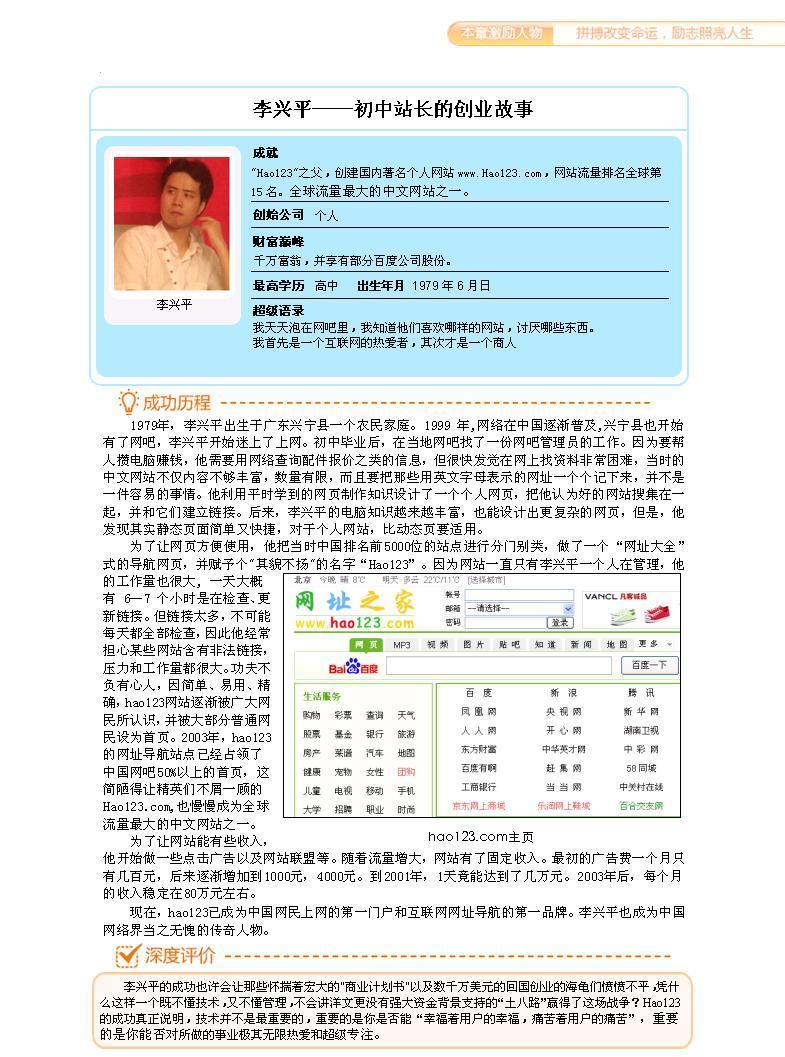 本章激励人物 拼搏改变命运，励志照亮人生
李兴平——初中站长的创业故事
成就
"Hao123"之父，创建国内著名个人网站 www.Hao123.com，网站流量排名全球第
15 名。全球流量最大的中文网站之一。
创始公司 个人
财富巅峰
千万富翁，并享有部分百度公司股份。
最高学历 高中 出生年月 1979 年 6 月日
超级语录
我天天泡在网吧里，我知道他们喜欢哪样的网站，讨厌哪些东西。
我首先是一个互联网的热爱者，其次才是一个商人
李兴平
成功历程
1979年，李兴平出生于广东兴宁县一个农民家庭。1999 年,网络在中国逐渐普及,兴宁县也开始
有了网吧，李兴平开始迷上了上网。初中毕业后，在当地网吧找了一份网吧管理员的工作。因为要帮
人攒电脑赚钱，他需用网络查询配件报价之类的信息，但很快发觉在网上找资料非常困难，当时的
中文网站不仅内容不够丰富，数量有限，而且要把那些用英文字母表示的网址一个个记下来，并不是
一件容易的事情。他利用平时学到的网页制作知识设计了一个个人网页，把他认为好的网站搜集在一
起，并和它们建立链接。后来，李兴平的电脑知识越来越丰富，也能设计出更复杂的网页，但是，他
发现其实静态页面简单又快捷，对于个人网站，比动态页要适用。
为了让网页方便使用，他把当时中国排名前5000位的站点进行分门别类，做了一个“网址大全”
式的导航网页，并赋予个"其貌不扬"的名字“Hao123”。因为网站一直只有李兴平一个人在管理，他
的工作量也很大，一天大概
有 6—7 个小时是在检查、更
新链接。但链接太多，不可能
每天都全部检查，因此他经常
担心某些网站含有非法链接，
压力和工作量都很大。功夫不
负有心人，因简单、易用、精
确，hao123网站逐渐被广大网
民所认识，并被大部分普通网
民设为首页。2003年，hao123
的网址导航站点已经占领了
中国网吧50%以上的首页，这
简陋得让精英们不屑一顾的
Hao123.com,也慢慢成为全球
流量最大的中文网站之一。
北京 今晚 晴 8℃ 明天 多云 22℃/11℃ [选择城市]
网址之家
www.hao123.com
帐号
邮箱 --请选择--
密码 登录
VANCL 凡客诚品
网页 MP3 视频 图片 贴吧 知道 新闻 地图 更多
Bai百度 百度一下
生活服务
购物 彩票 查询 天气
股票 基金 银行 旅游
房产 菜谱 汽车 地图
健康 宠物 女性 团购
儿童 电视 移动 手机
大学 招聘 职业 时尚
百度 新浪 腾讯
凤凰网 央视网 新华网
人人网 开心网 湖南卫视
东方财富 中华英才网 中彩网
百度有啊 赶集网 58同城
工商银行 当当网 中关村在线
京东网上商城 乐淘网上鞋城 百合交友网
hao123.com主页
为了让网站能有些收入，
他开始做一些点击广告以及网站联盟等。随着流量增大，网站有了固定收入。最初的广告费一个月只
有几百元，后来逐渐增加到1000元，4000元。到2001年，1天竟能达到了几万元。2003年后，每个月
的收入稳定在80万元左右。
现在，hao123已成为中国网民上网的第一门户和互联网网址导航的第一品牌。李兴平也成为中国
网络界当之无愧的传奇人物。
深度评价
李兴平的成功也许会让那些怀揣着宏大的"商业计划书"以及数千万美元的回国创业的海龟们愤愤不平，凭什
么这样一个既不懂技术，又不懂管理，不会讲洋文更没有强大资金背景支持的“土八路”赢得了这场战争？Hao123
的成功真正说明，技术并不是最重要的，重要的是你是否能“幸福着用户的幸福，痛苦着用户的痛苦”，重要
的是你能否对所做的事业极其无限热爱和超级专注。